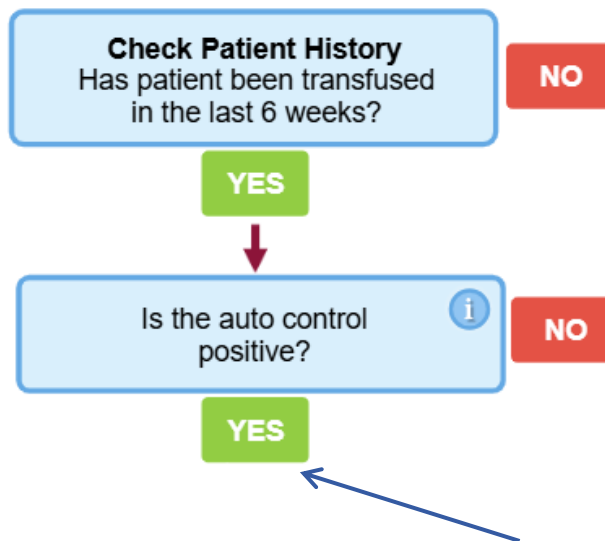 Check Patient History
Has patient been transfused
in the last 6 weeks?
NO
YES
Is the auto control
positive?
i
NO
YES